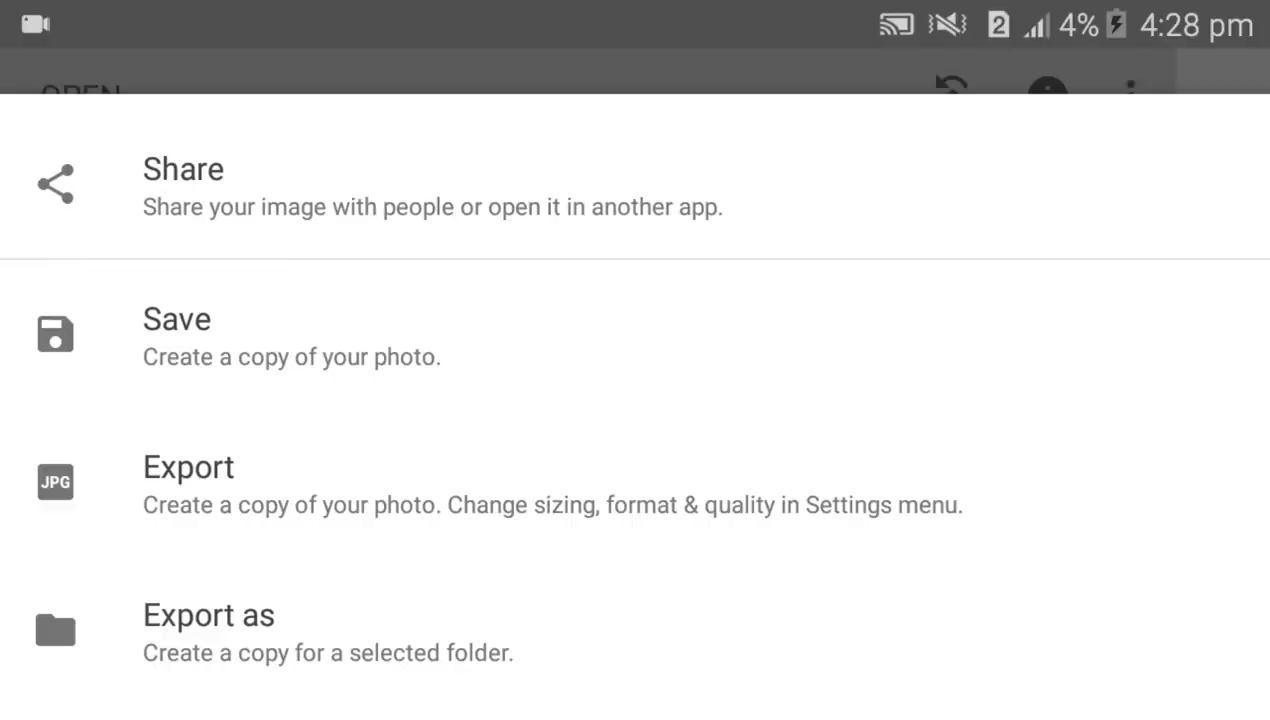 2 4% 4:28 pm
OPEN
Share
Share your image with people or open it in another app.
Save
Create a copy of your photo.
JPG
Export
Create a copy of your photo. Change sizing, format & quality in Settings menu.
Export as
Create a copy for a selected folder.